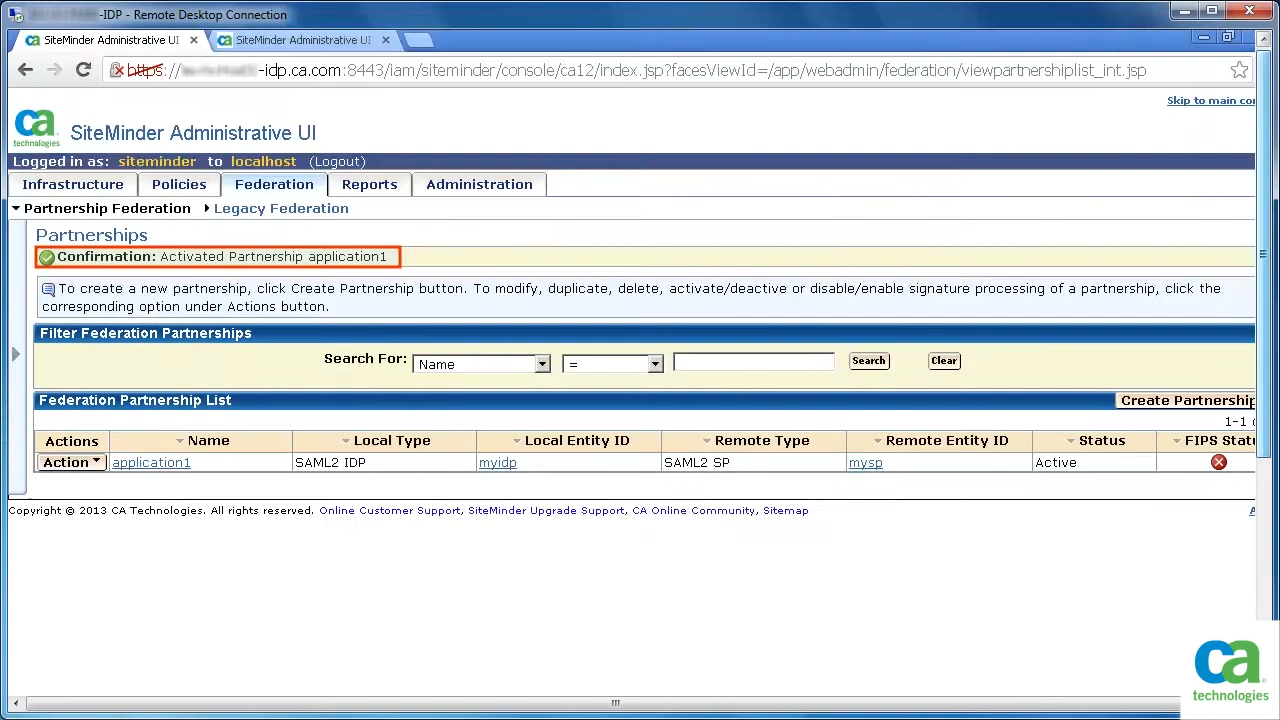 -IDP - Remote Desktop Connection
SiteMinder Administrative UI
SiteMinder Administrative UI
https://
-idp.ca.com:8443/iam/siteminder/console/ca12/index.jsp?facesViewId=/app/webadmin/federation/viewpartnershiplist_int.jsp
Skip to main con
ca technologies
SiteMinder Administrative UI
Logged in as: siteminder to localhost (Logout)
Infrastructure Policies Federation Reports Administration
Partnership Federation Legacy Federation
Partnerships
Confirmation: Activated Partnership application1
To create a new partnership, click Create Partnership button. To modify, duplicate, delete, activate/deactive or disable/enable signature processing of a partnership, click the
corresponding option under Actions button.
Filter Federation Partnerships
Search For: Name = Search Clear
Federation Partnership List Create Partnership
1-1
Actions Name Local Type Local Entity ID Remote Type Remote Entity ID Status FIPS Statu
Action application1 SAML2 IDP myidp SAML2 SP mysp Active
Copyright © 2013 CA Technologies. All rights reserved. Online Customer Support, SiteMinder Upgrade Support, CA Online Community, Sitemap
ca technologies